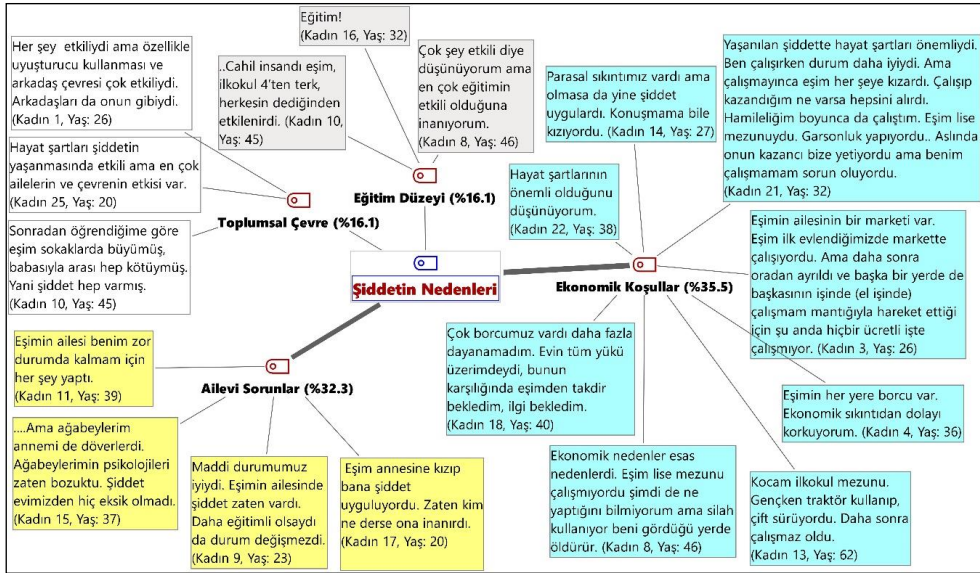 Eğitim!
(Kadın 16, Yaş: 32)
Her şey etkiliydi ama özellikle
uyuşturucu kullanması ve
arkadaş çevresi çok etkiliydi.
Arkadaşları da onun gibiydi.
(Kadın 1, Yaş: 26)
..Cahil insandı eşim,
ilkokul 4’ten terk,
herkesin dediğinden
etkilenirdi. (Kadın 10,
Yaş: 45)
Çok şey etkili diye
düşünüyorum ama
en çok eğitimin
etkili olduğuna
inanıyorum.
(Kadın 8, Yaş: 46)
Hayat şartları şiddetin
yaşanmasında etkili ama en çok
ailelerin ve çevrenin etkisi var.
(Kadın 25, Yaş: 20)
Sonradan öğrendiğime göre
eşim sokaklarda büyümüş,
babasıyla arası hep kötüymüş.
Yani şiddet hep varmış.
(Kadın 10, Yaş: 45)
Toplumsal Çevre (%16.1)
Eğitim Düzeyi (%16.1)
Şiddetin Nedenleri
Parasal sıkıntımız vardı ama
olmasa da yine şiddet
uygulardı. Konuşmama bile
kızıyordu. (Kadın 14, Yaş: 27)
Yaşanılan şiddette hayat şartları önemliydi.
Ben çalışırken durum daha iyiydi. Ama
çalışmayınca eşim her şeye kızardı. Çalışıp
kazandığım ne varsa hepsini alırdı.
Hamileliğim boyunca da çalıştım. Eşim lise
mezunuydu. Garsonluk yapıyordu.. Aslında
onun kazancı bize yetiyordu ama benim
çalışmamam sorun oluyordu.
(Kadın 21, Yaş: 32)
Hayat şartlarının
önemli olduğunu
düşünüyorum.
(Kadın 22, Yaş: 38)
Ekonomik Koşullar (%35.5)
Eşimin ailesinin bir marketi var.
Eşim ilk evlendiğimizde markette
çalışıyordu. Ama daha sonra
oradan ayrıldı ve başka bir yerde de
başkasının işinde (el işinde)
çalışmam mantığıyla hareket ettiği
için şu anda hiçbir ücretli işte
çalışmıyor. (Kadın 3, Yaş: 26)
Çok borcumuz vardı daha fazla
dayanamadım. Evin tüm yükü
üzerimdeydi, bunun
karşılığında eşimden takdir
bekledim, ilgi bekledim.
(Kadın 18, Yaş: 40)
Eşimin her yere borcu var.
Ekonomik sıkıntıdan dolayı
korkuyorum. (Kadın 4, Yaş: 36)
Ekonomik nedenler esas
nedenlerdi. Eşim lise mezunu
çalışmıyordu şimdi de ne
yaptığını bilmiyorum ama silah
kullanıyor beni gördüğü yerde
öldürür. (Kadın 8, Yaş: 46)
Kocam ilkokul mezunu.
Gençken traktör kullanıp,
çift sürüyordu. Daha sonra
çalışmaz oldu.
(Kadın 13, Yaş: 62)
Ailevi Sorunlar (%32.3)
Eşimin ailesi benim zor
durumda kalmam için
her şey yaptı.
(Kadın 11, Yaş: 39)
....Ama ağabeylerim
annemi de döverlerdi.
Ağabeylerimin psikolojileri
zaten bozuktu. Şiddet
evimizden hiç eksik olmadı.
(Kadın 15, Yaş: 37)
Maddi durumumuz
iyiydi. Eşimin ailesinde
şiddet zaten vardı.
Daha eğitimli olsaydı
da durum değişmezdi.
(Kadın 9, Yaş: 23)
Eşim annesine kızıp
bana şiddet
uyguluyordu. Zaten kim
ne derse ona inanırdı.
(Kadın 17, Yaş: 20)